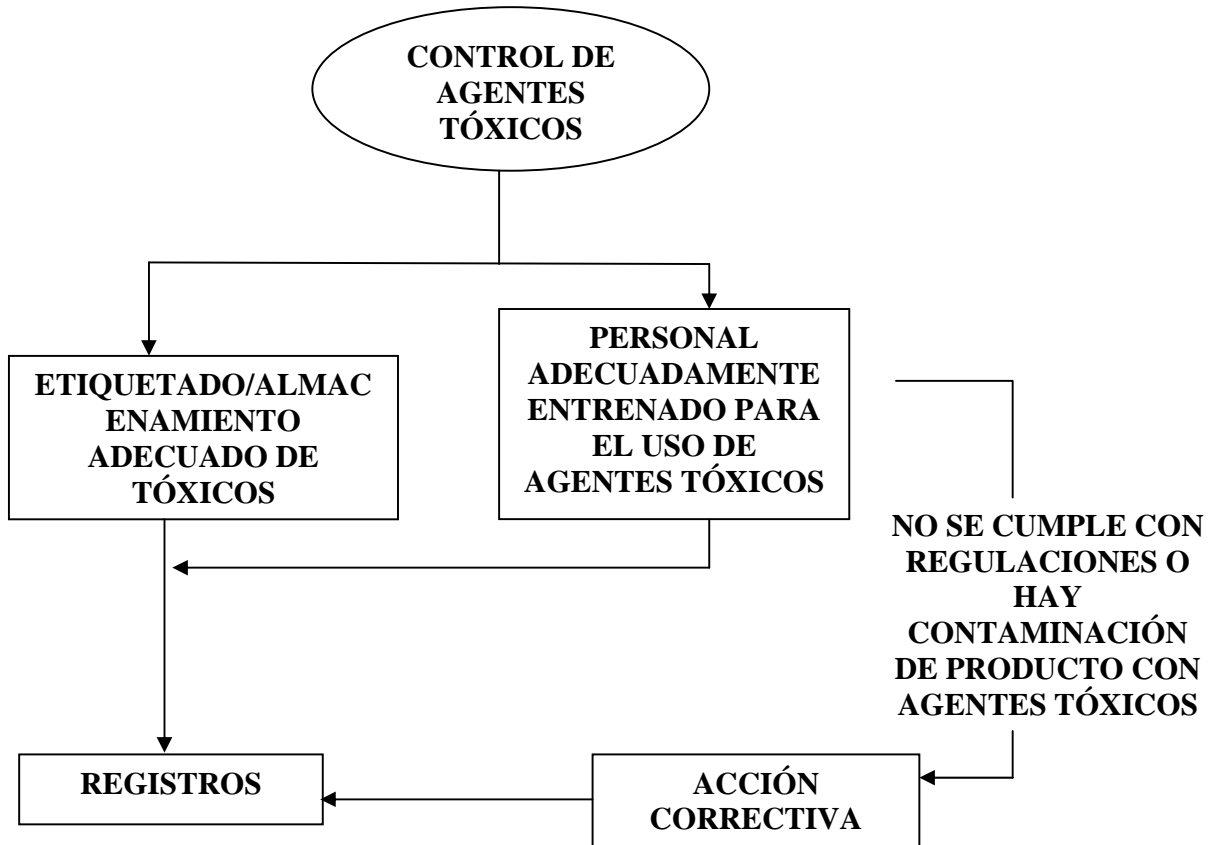 CONTROL DE
AGENTES
TÓXICOS
PERSONAL
ADECUADAMENTE
ENTRENADO PARA
EL USO DE
AGENTES TÓXICOS
ETIQUETADO/ALMAC
ENAMIENTO
ADECUADO DE
TÓXICOS
NO SE CUMPLE CON
REGULACIONES O
HAY
CONTAMINACIÓN
DE PRODUCTO CON
AGENTES TÓXICOS
REGISTROS
ACCIÓN
CORRECTIVA